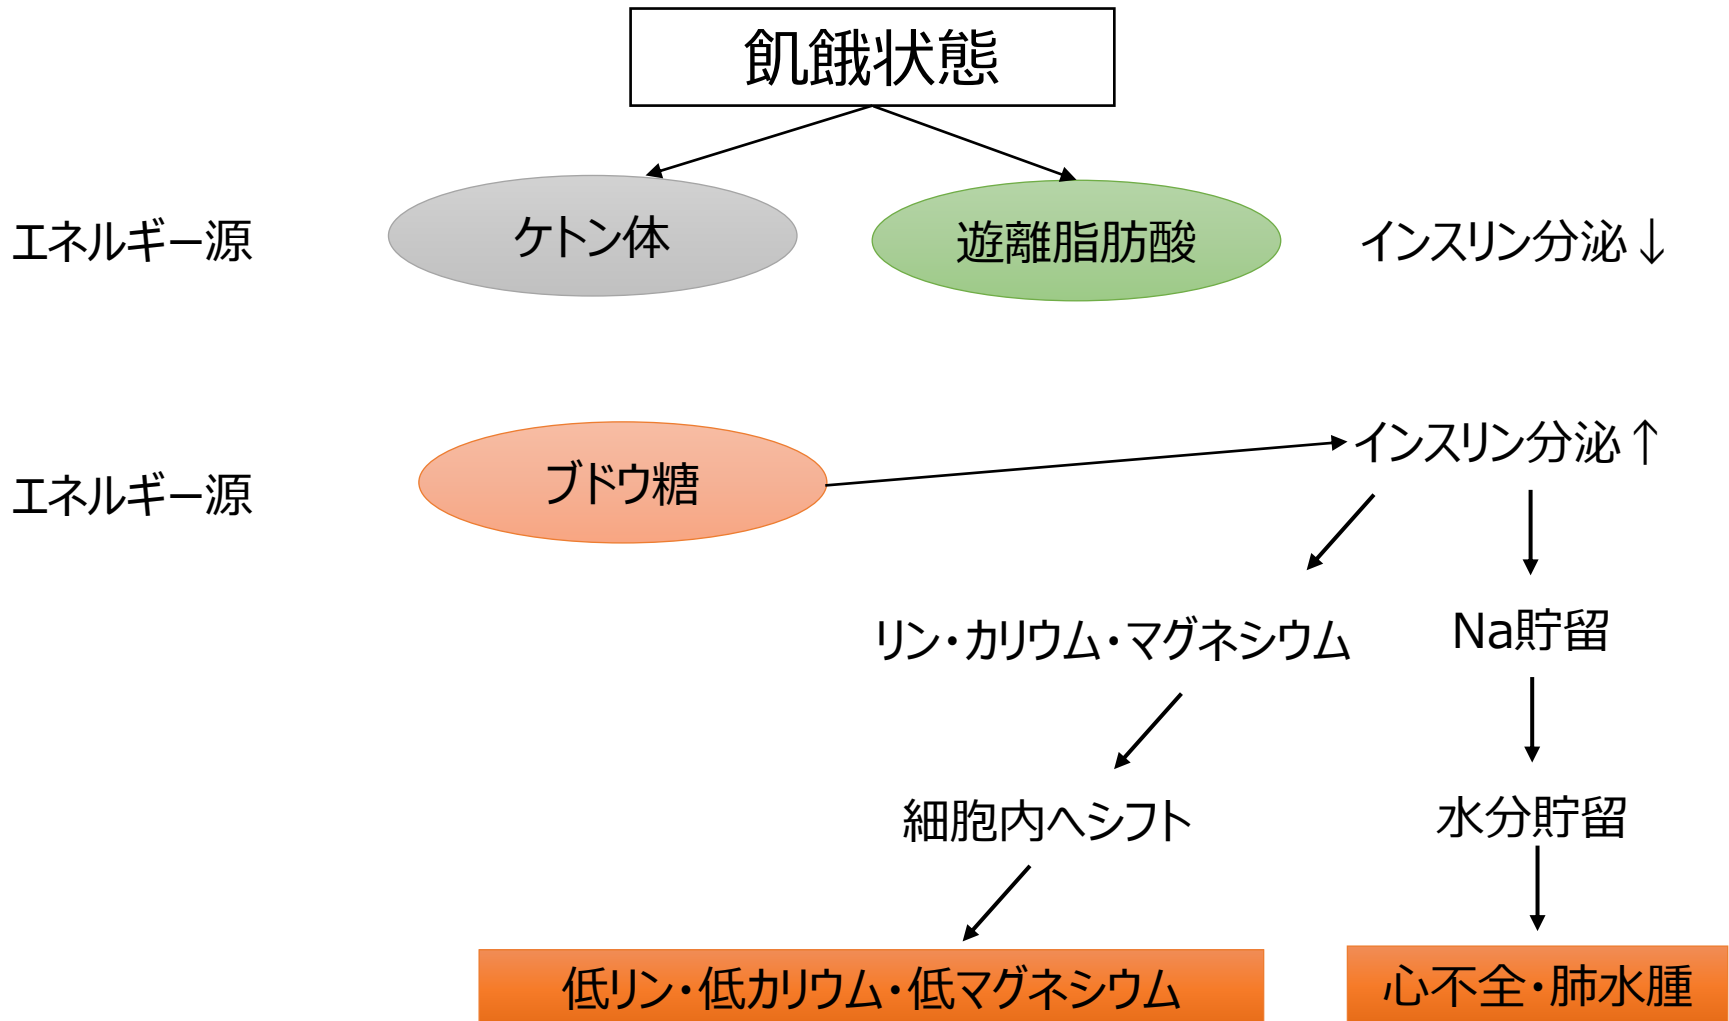 飢餓状態
エネルギー源
ケトン体
遊離脂肪酸
インスリン分泌↓
エネルギー源
ブドウ糖
インスリン分泌↑
リン・カリウム・マグネシウム
Na貯留
細胞内へシフト
水分貯留
低リン・低カリウム・低マグネシウム
心不全・肺水腫